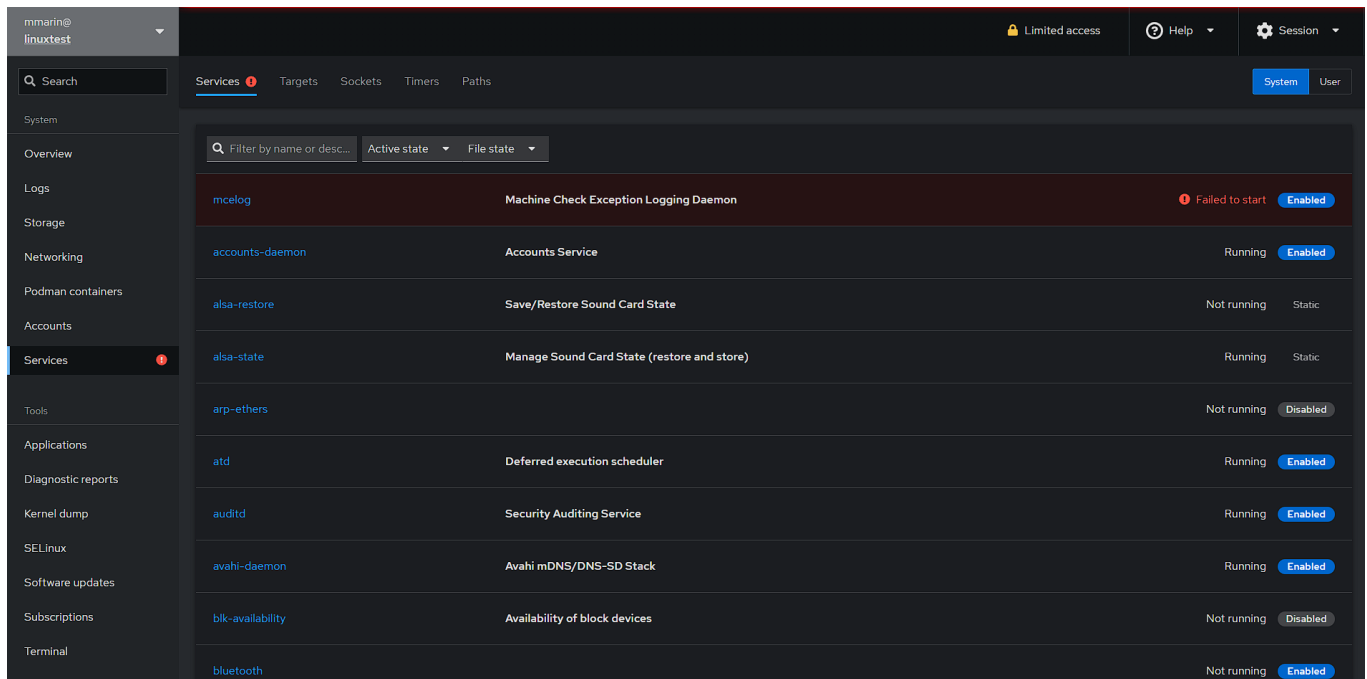 mmarin@
linuxtest
Limited access
Help
Session
Search
Services
Targets
Sockets
Timers
Paths
System
User
System
Overview
Logs
Storage
Networking
Podman containers
Accounts
Services
Tools
Applications
Diagnostic reports
Kernel dump
SELinux
Software updates
Subscriptions
Terminal
Filter by name or desc...
Active state
File state
mcelog Machine Check Exception Logging Daemon Failed to start Enabled
accounts-daemon Accounts Service Running Enabled
alsa-restore Save/Restore Sound Card State Not running Static
alsa-state Manage Sound Card State (restore and store) Running Static
arp-ethers Not running Disabled
atd Deferred execution scheduler Running Enabled
auditd Security Auditing Service Running Enabled
avahi-daemon Avahi mDNS/DNS-SD Stack Running Enabled
blk-availability Availability of block devices Not running Disabled
bluetooth Not running Enabled